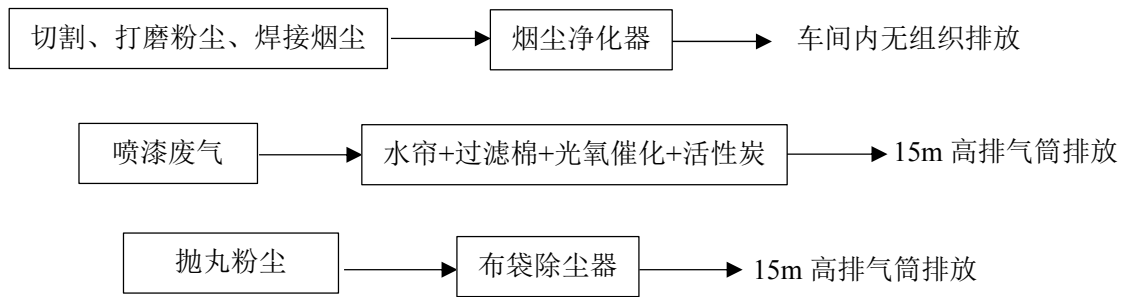 切割、打磨粉尘、焊接烟尘 烟尘净化器 车间内无组织排放
喷漆废气 水帘+过滤棉+光氧催化+活性炭 15m 高排气筒排放
抛丸粉尘 布袋除尘器 15m 高排气筒排放